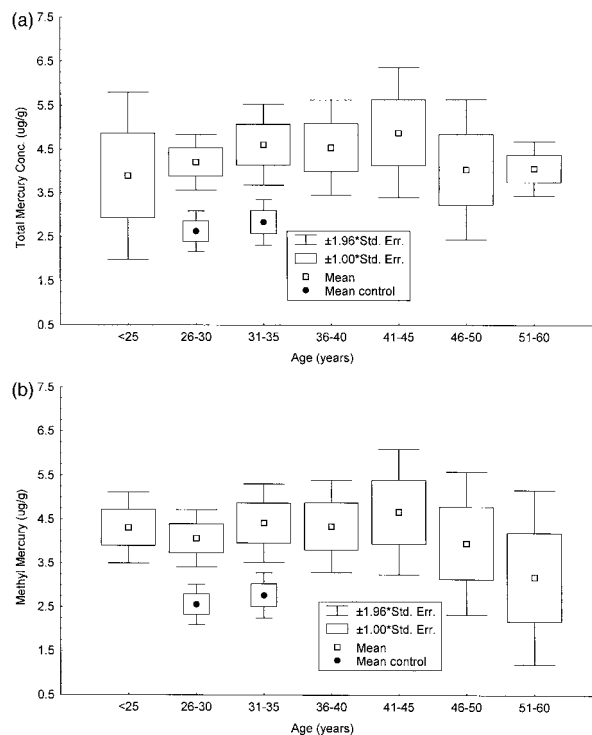 (a)
7.5
6.5
5.5
4.5
3.5
2.5
0.5
Total Mercury Conc. (ug/g)
±1.96*Std. Err.
±1.00*Std. Err.
Mean
Mean control
<25 26-30 31-35 36-40 41-45 46-50 51-60
Age (years)
(b)
7.5
6.5
5.5
4.5
3.5
2.5
1.5
0.5
Methyl Mercury (ug/g)
±1.96*Std. Err.
±1.00*Std. Err.
Mean
Mean control
<25 26-30 31-35 36-40 41-45 46-50 51-60
Age (years)